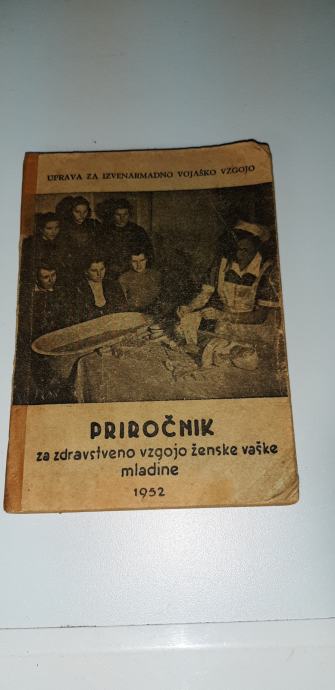 UPRAVA ZA IZVENARMADNO VOJAŠKO VZGOJO
PRIROČNIK
za zdravstveno vzgojo ženske vaške
mladine
1952